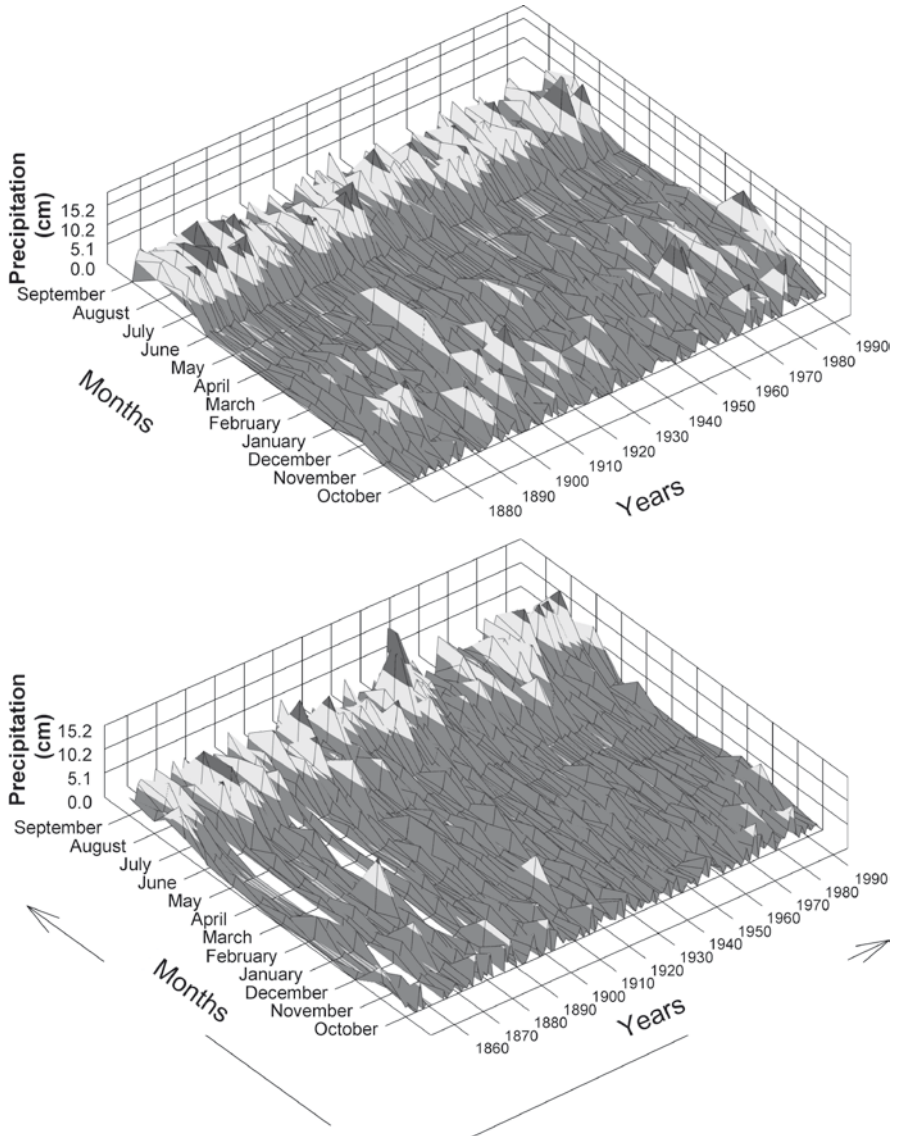 Precipitation
(cm)
15.2
10.2
5.1
0.0
September
August
July
June
May
April
March
February
January
December
November
October
Months
1880
1890
1900
1910
1920
1930
1940
1950
1960
1970
1980
1990
Years
Precipitation
(cm)
15.2
10.2
5.1
0.0
September
August
July
June
May
April
March
February
January
December
November
October
Months
1860
1870
1880
1890
1900
1910
1920
1930
1940
1950
1960
1970
1980
1990
Years